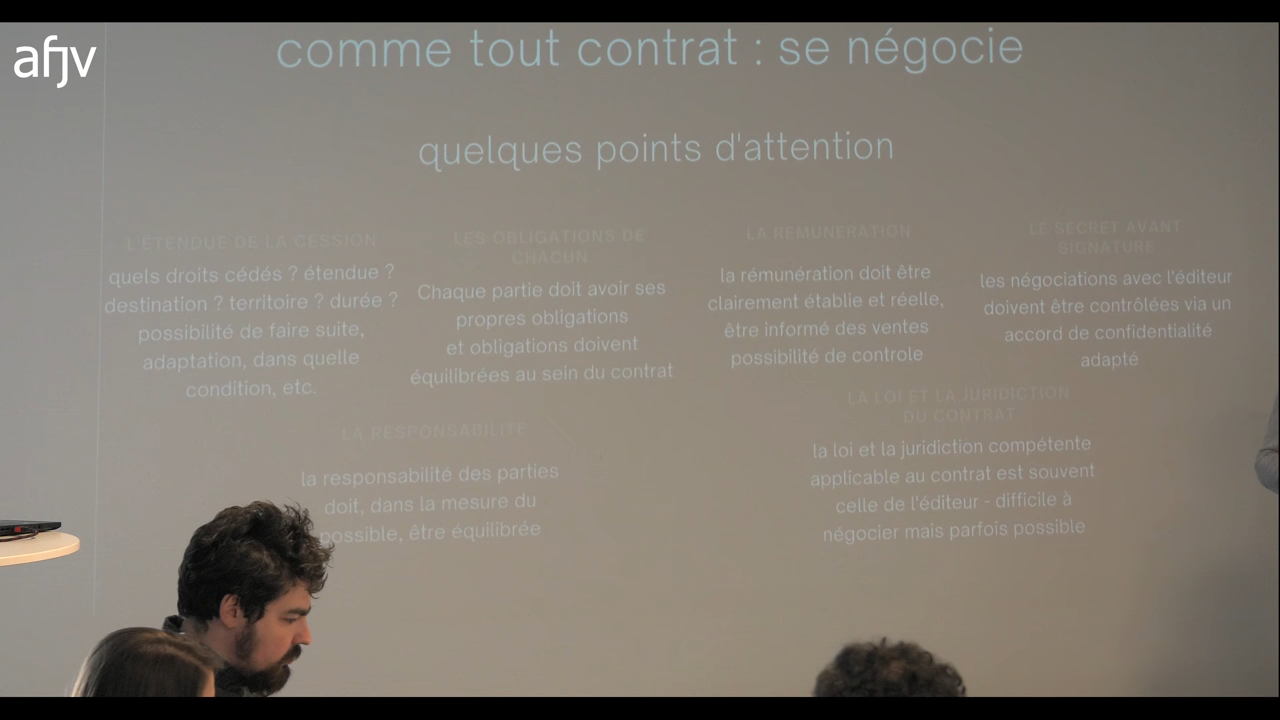 afjv
comme tout contrat : se négocie
quelques points d'attention
L'ÉTENDUE DE LA CESSION
quels droits cédés ? étendue ?
destination ? territoire ? durée ?
possibilité de faire suite,
adaptation, dans quelle
condition, etc.
LES OBLIGATIONS DE
CHACUN
Chaque partie doit avoir ses
propres obligations
et obligations doivent
équilibrées au sein du contrat
LA REMUNERATION
la rémunération doit être
clairement établie et réelle,
être informé des ventes
possibilité de controle
LE SECRET AVANT
SIGNATURE
les négociations avec l'éditeur
doivent être contrôlées via un
accord de confidentialité
adapté
LA RESPONSABILITE
la responsabilité des parties
doit, dans la mesure du
possible, être équilibrée
LA LOI ET LA JURIDICTION
DU CONTRAT
la loi et la juridiction compétente
applicable au contrat est souvent
celle de l'éditeur - difficile à
négocier mais parfois possible